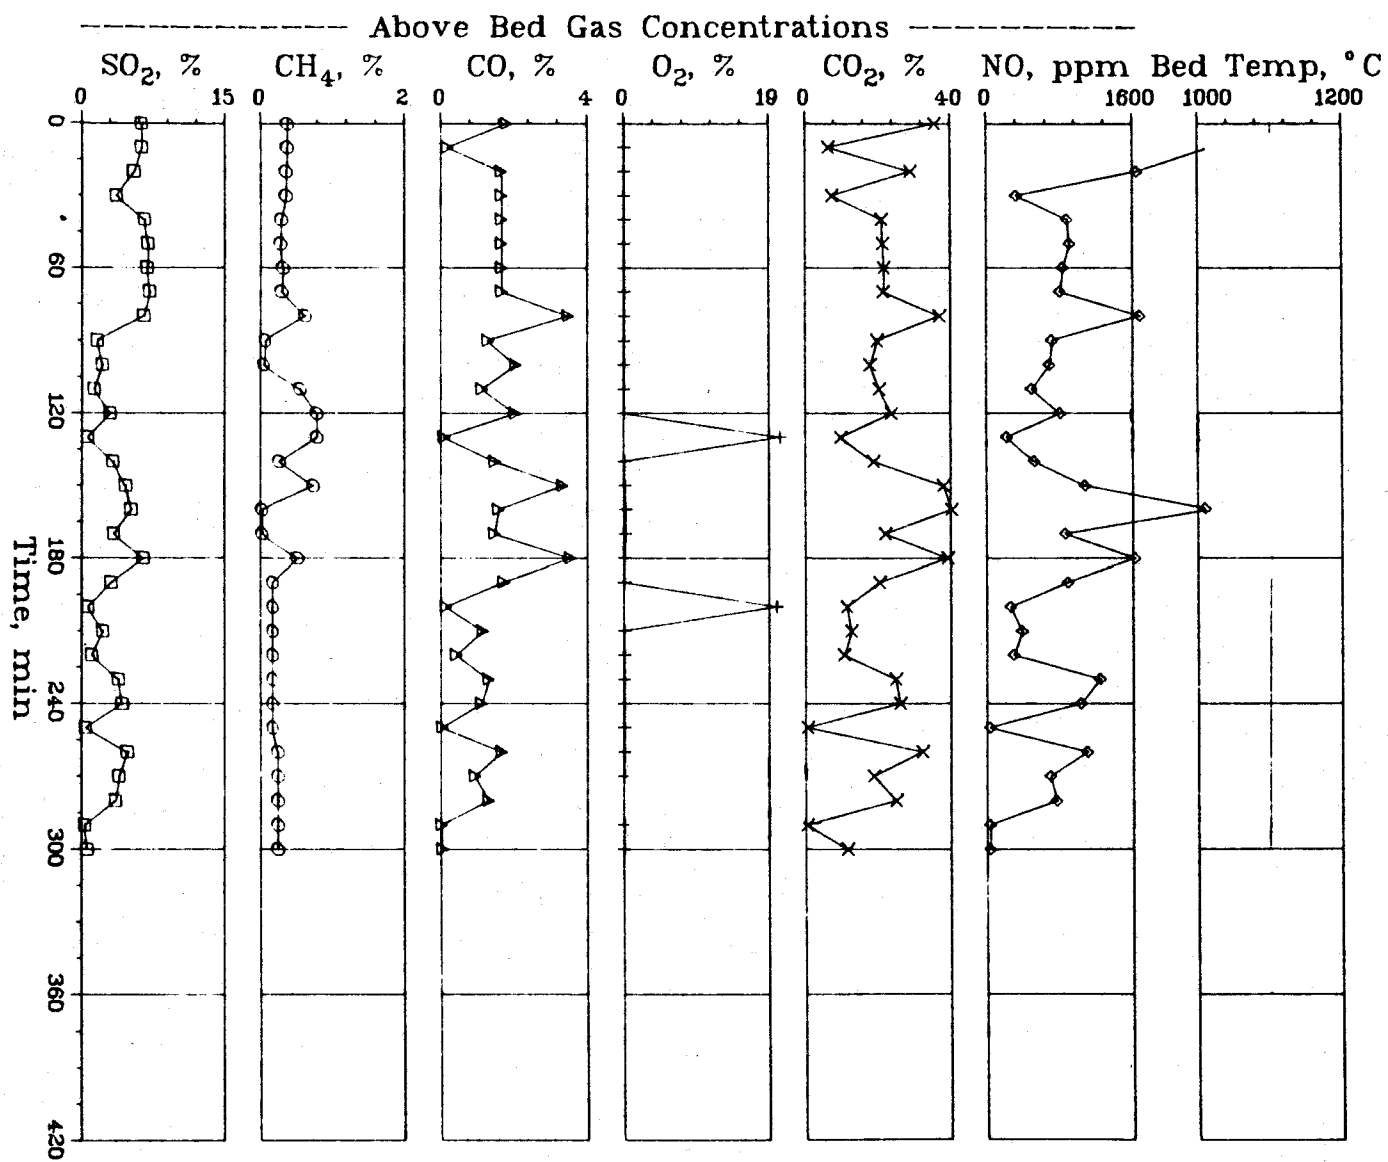 Above Bed Gas Concentrations
SO2, % CH4, % CO, % O2, % CO2, % NO, ppm Bed Temp, °C
0 15 0 2 0 4 0 19 0 40 0 1600 1000 1200
0
60
120
180
240
300
360
420
Time, min